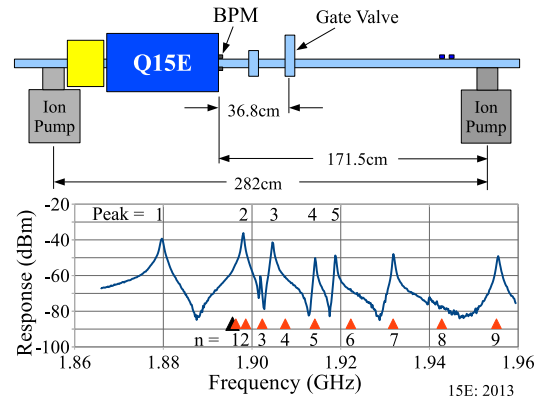 BPM
Gate Valve
Q15E
Ion
Pump
36.8cm
Ion
Pump
171.5cm
282cm
Peak = 1 2 3 4 5
-20
-40
-60
-80
-100
Response (dBm)
n = 1 2 3 4 5 6 7 8 9
1.86 1.88 1.90 1.92 1.94 1.96
Frequency (GHz)
15E: 2013